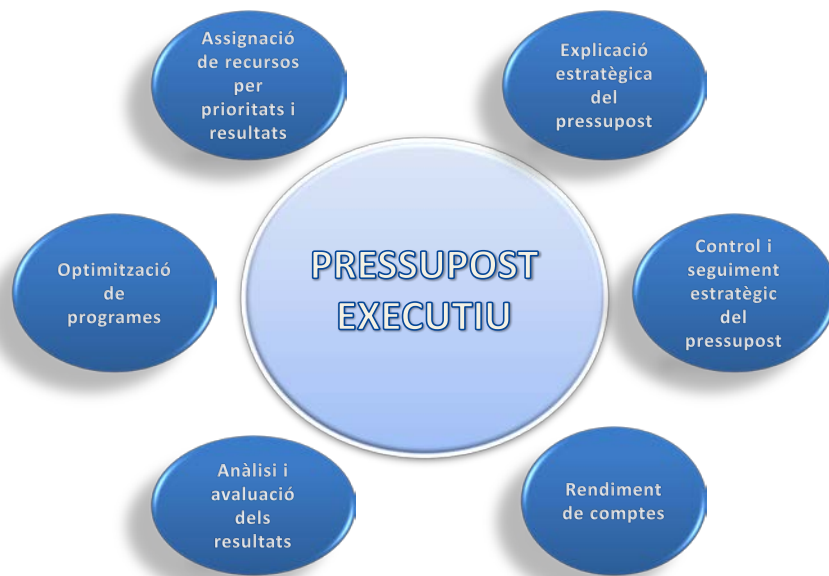 Assignació
de recursos
per
prioritats i
resultats
Explicació
estratègica
del
pressupost
PRESSUPOST
EXECUTIU
Optimització
de
programes
Control i
seguiment
estratègic
del
pressupost
Anàlisi i
avaluació
dels
resultats
Rendiment
de comptes